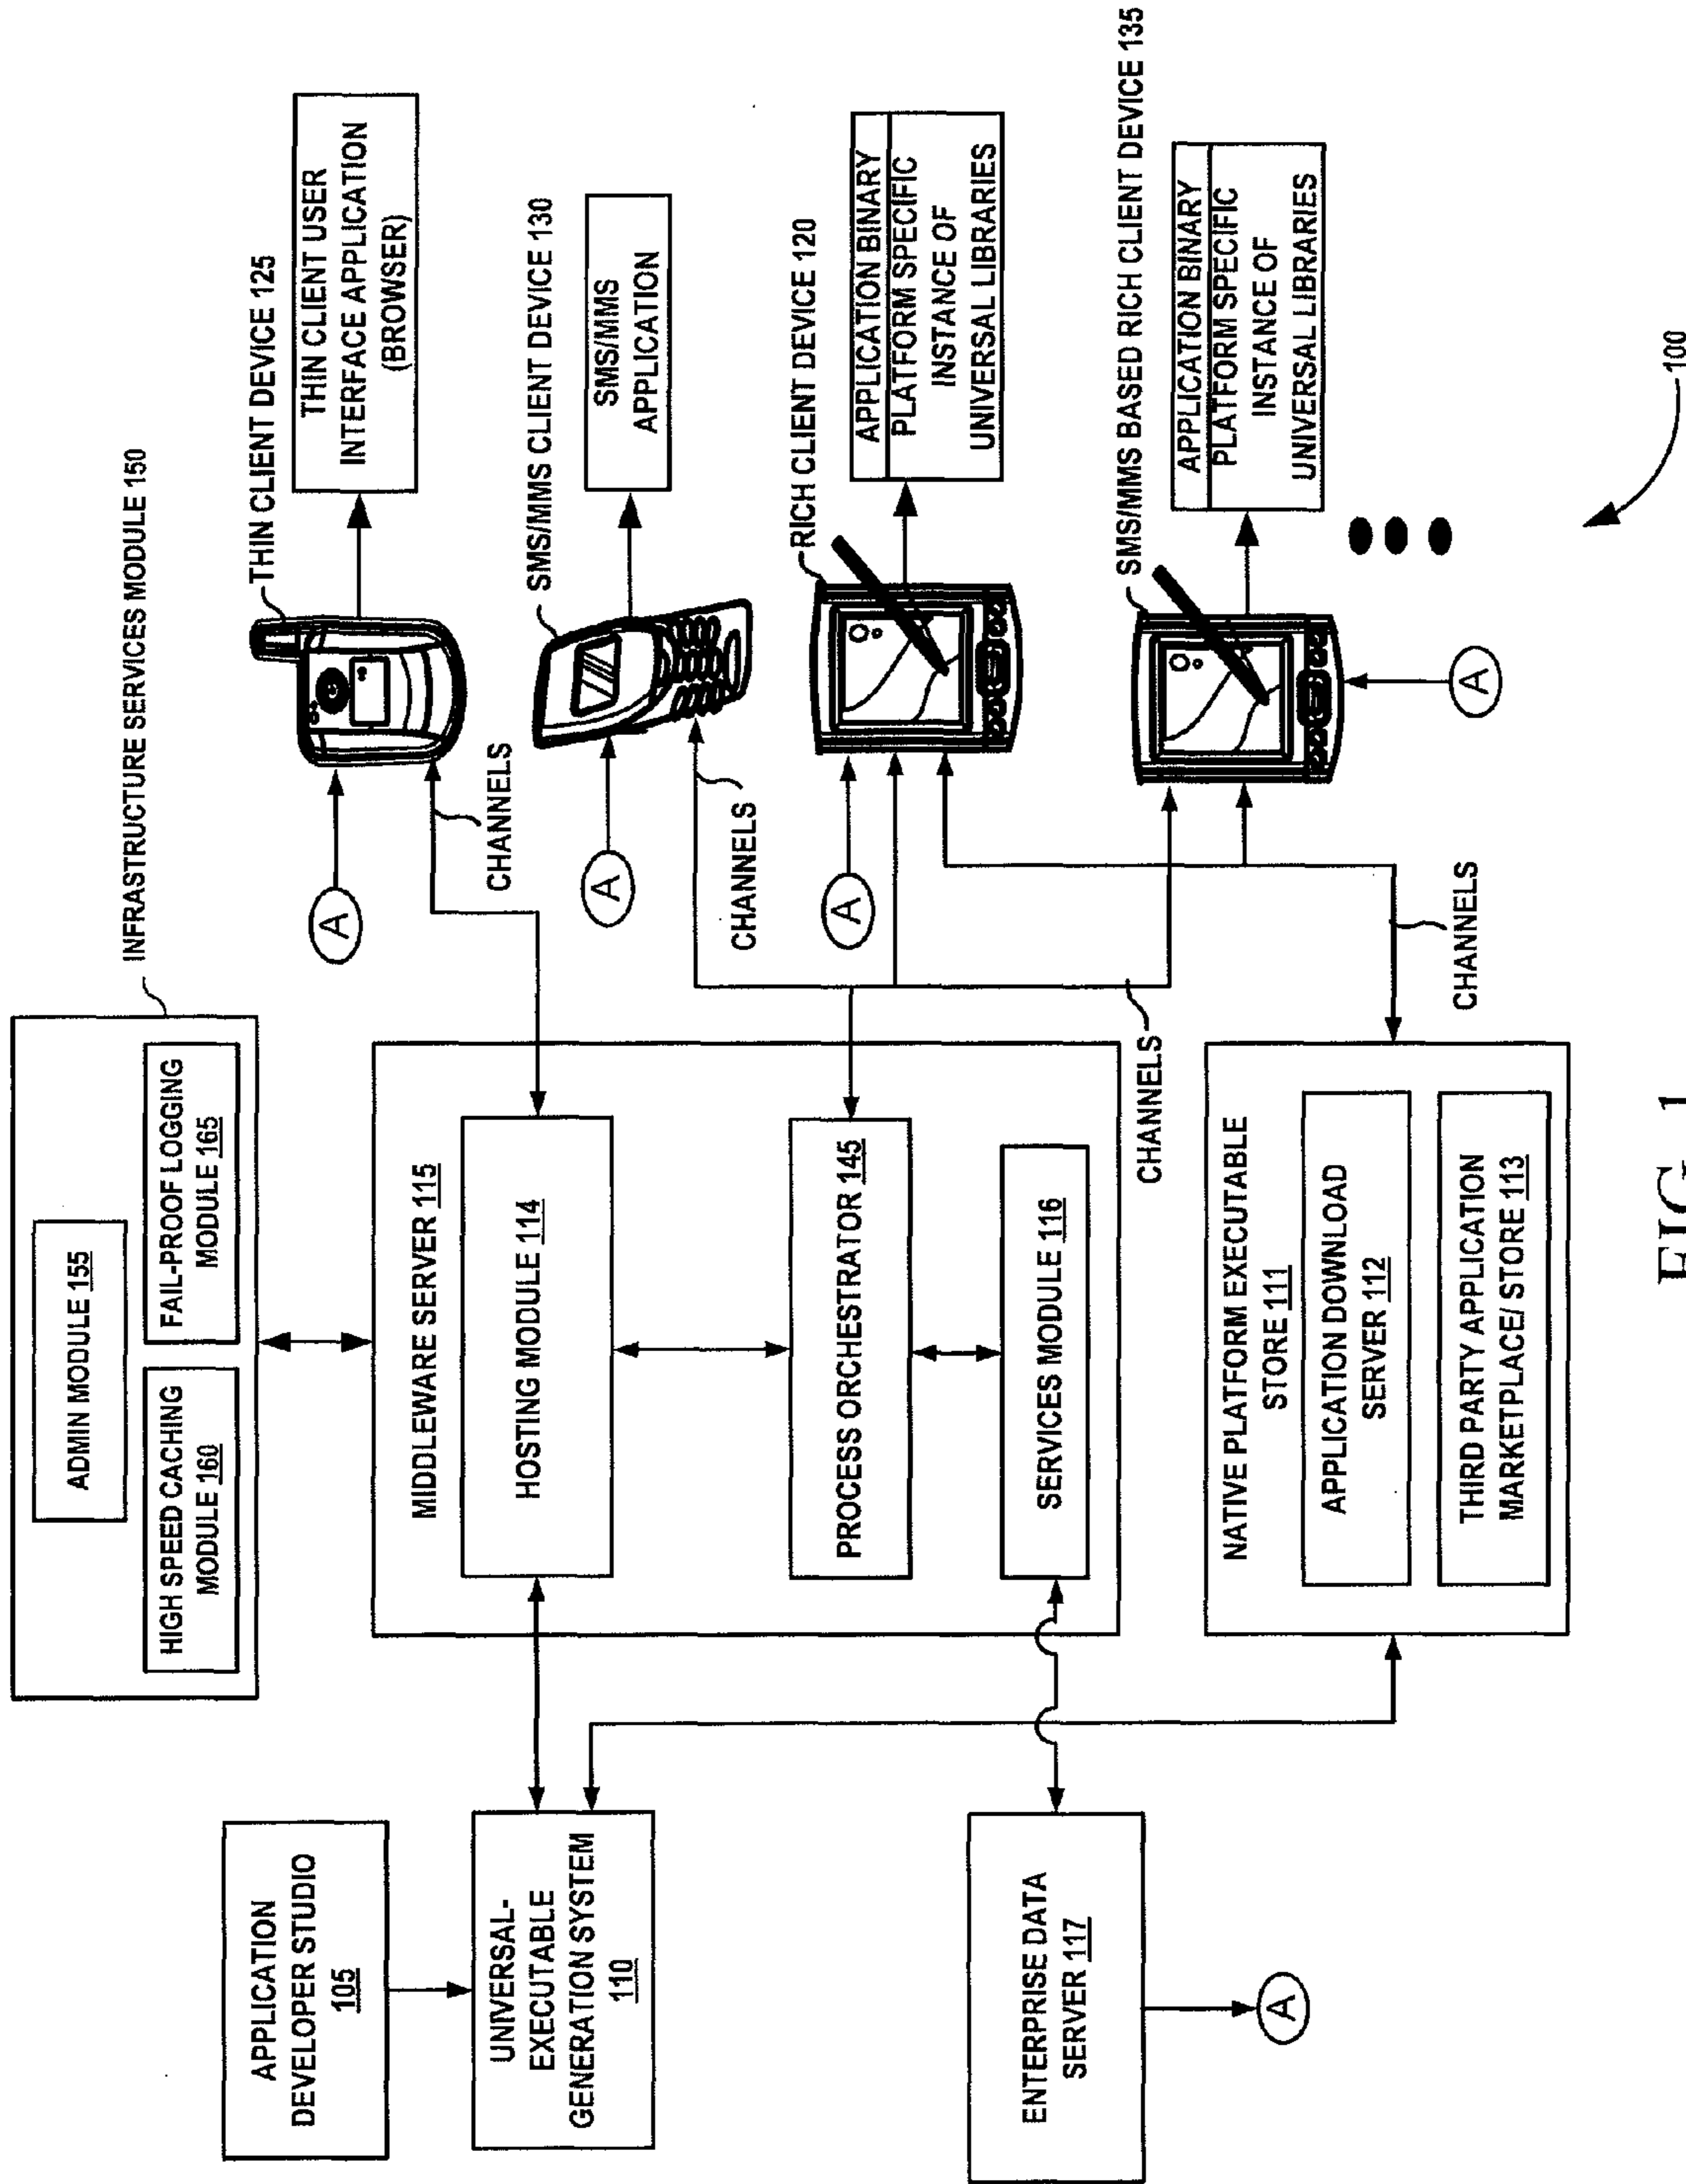 INFRASTRUCTURE SERVICES MODULE 150
ADMIN MODULE 155
HIGH SPEED CACHING
MODULE 160
FAIL-PROOF LOGGING
MODULE 165
APPLICATION
DEVELOPER STUDIO
105
UNIVERSAL-
EXECUTABLE
GENERATION SYSTEM
110
ENTERPRISE DATA
SERVER 117
A
MIDDLEWARE SERVER 115
HOSTING MODULE 114
PROCESS ORCHESTRATOR 145
SERVICES MODULE 116
NATIVE PLATFORM EXECUTABLE
STORE 111
APPLICATION DOWNLOAD
SERVER 112
THIRD PARTY APPLICATION
MARKETPLACE/ STORE 113
THIN CLIENT DEVICE 125
A
CHANNELS
THIN CLIENT USER
INTERFACE APPLICATION
(BROWSER)
SMS/MMS CLIENT DEVICE 130
A
CHANNELS
SMS/MMS
APPLICATION
RICH CLIENT DEVICE 120
A
APPLICATION BINARY
PLATFORM SPECIFIC
INSTANCE OF
UNIVERSAL LIBRARIES
CHANNELS
SMS/MMS BASED RICH CLIENT DEVICE 135
A
CHANNELS
APPLICATION BINARY
PLATFORM SPECIFIC
INSTANCE OF
UNIVERSAL LIBRARIES
100
FIG. 1